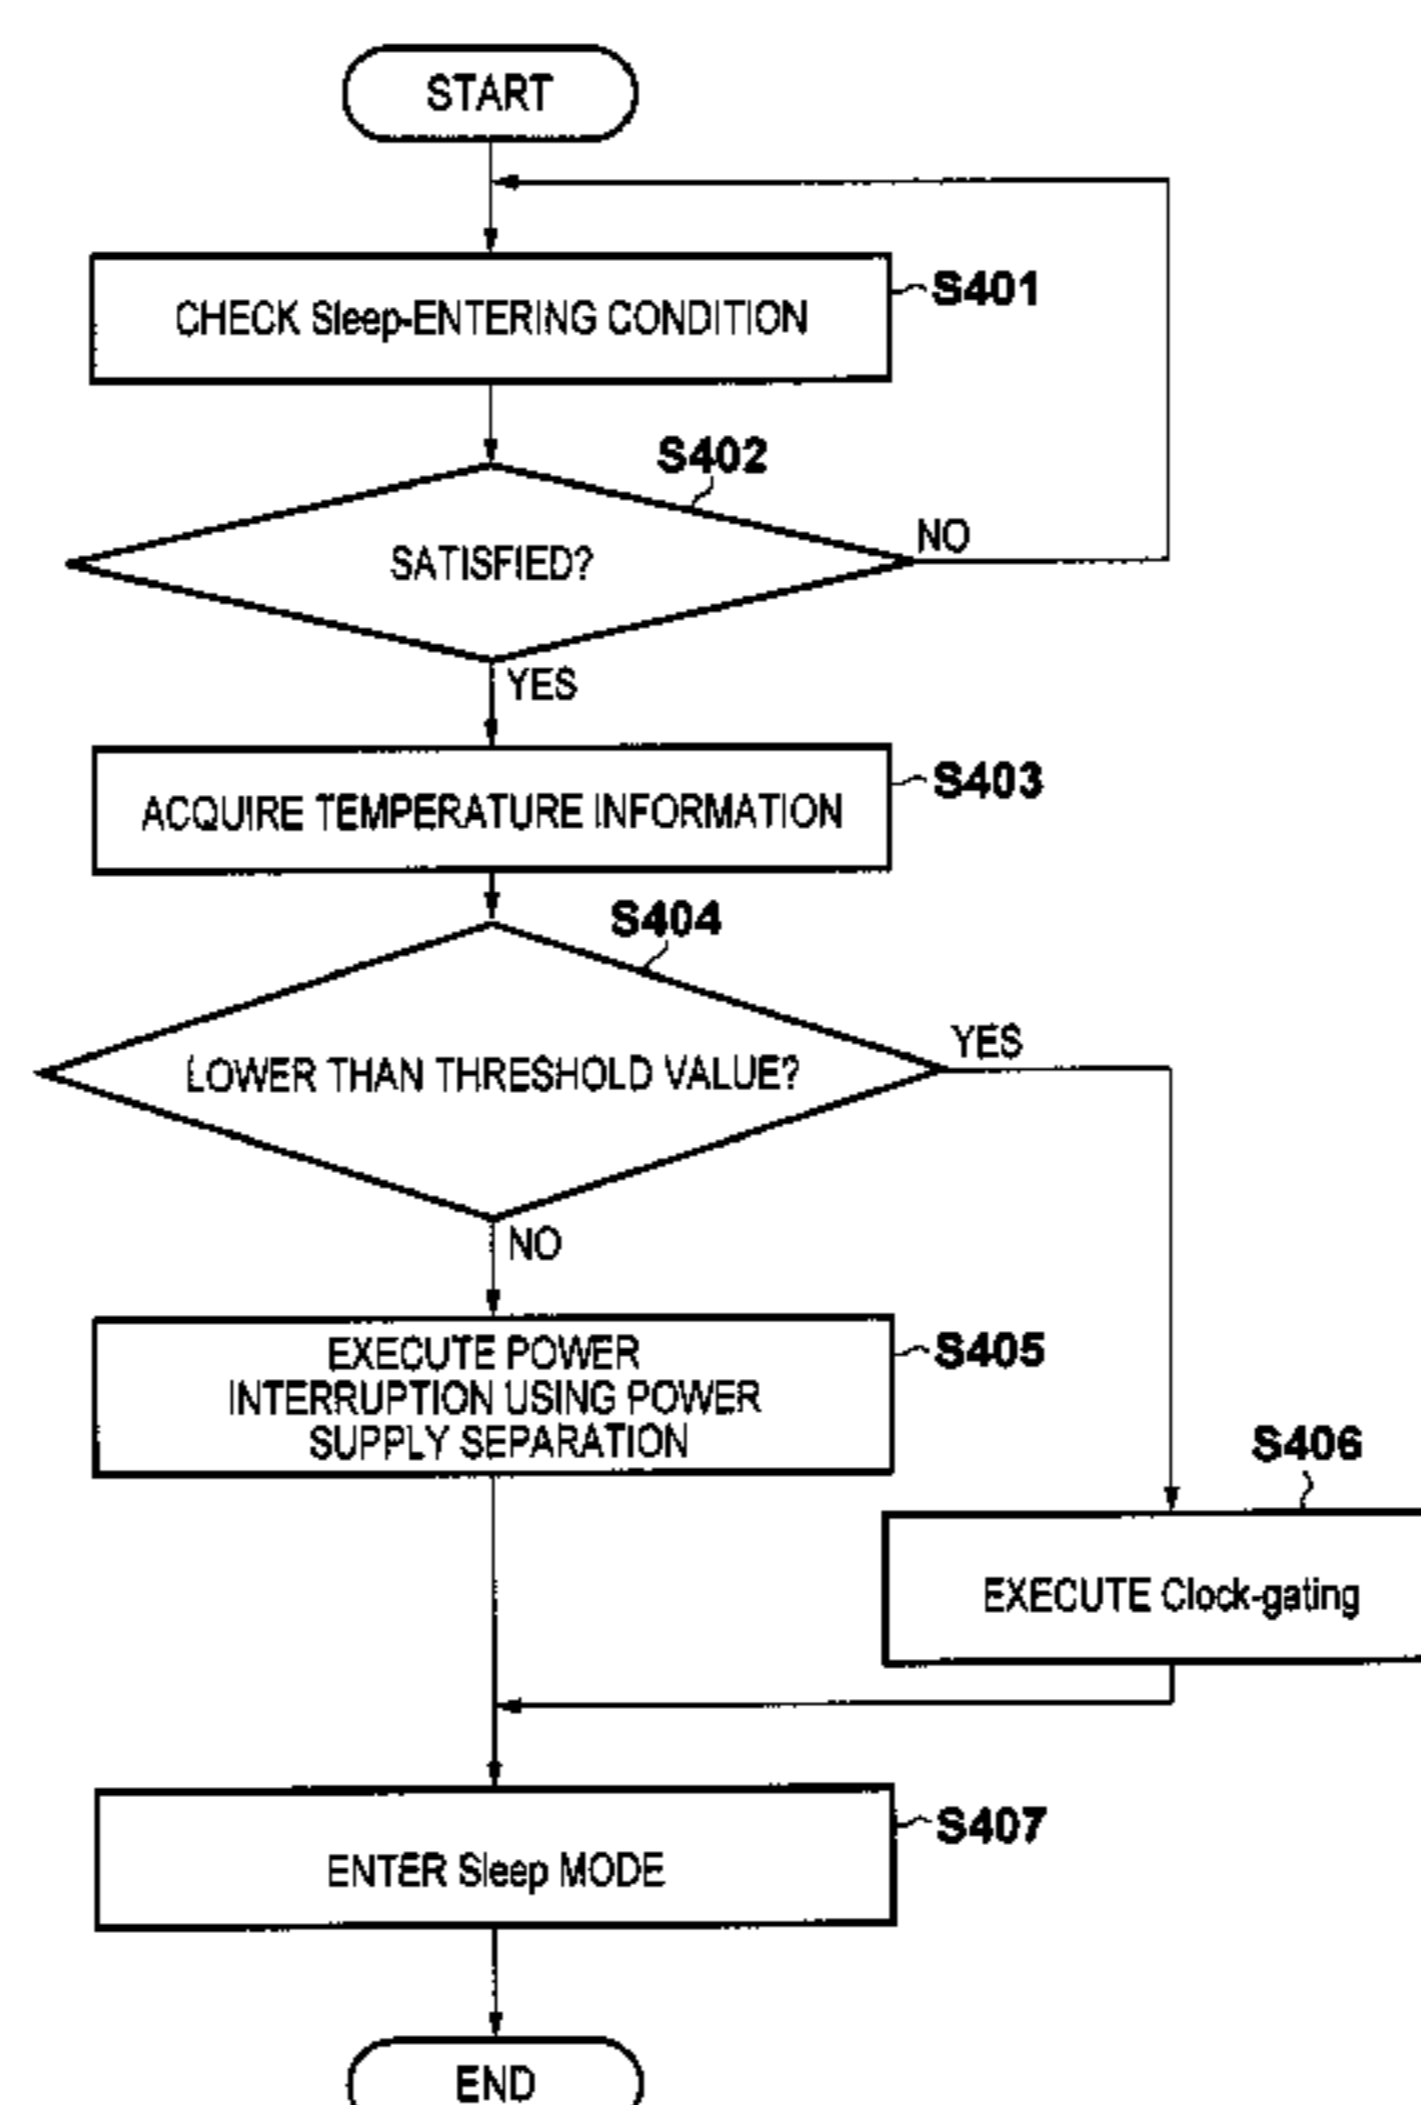 START
CHECK Sleep-ENTERING CONDITION
S401
S402
SATISFIED?
NO
YES
ACQUIRE TEMPERATURE INFORMATION
S403
S404
LOWER THAN THRESHOLD VALUE?
YES
NO
EXECUTE POWER
INTERRUPTION USING POWER
SUPPLY SEPARATION
S405
S406
EXECUTE Clock-gating
ENTER Sleep MODE
S407
END